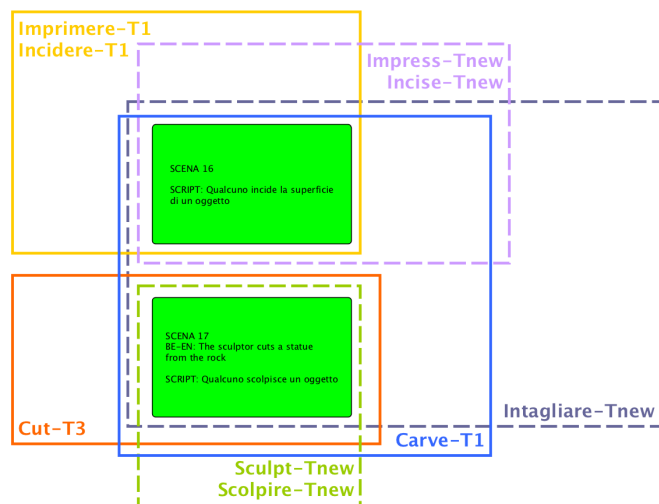 Imprimere-T1
Incidere-T1
Impress-Tnew
Incise-Tnew
SCENA 16
SCRIPT: Qualcuno incide la superficie
di un oggetto
SCENA 17
BE-EN: The sculptor cuts a statue
from the rock
SCRIPT: Qualcuno scolpisce un oggetto
Intagliare-Tnew
Cut-T3
Carve-T1
Sculpt-Tnew
Scolpire-Tnew